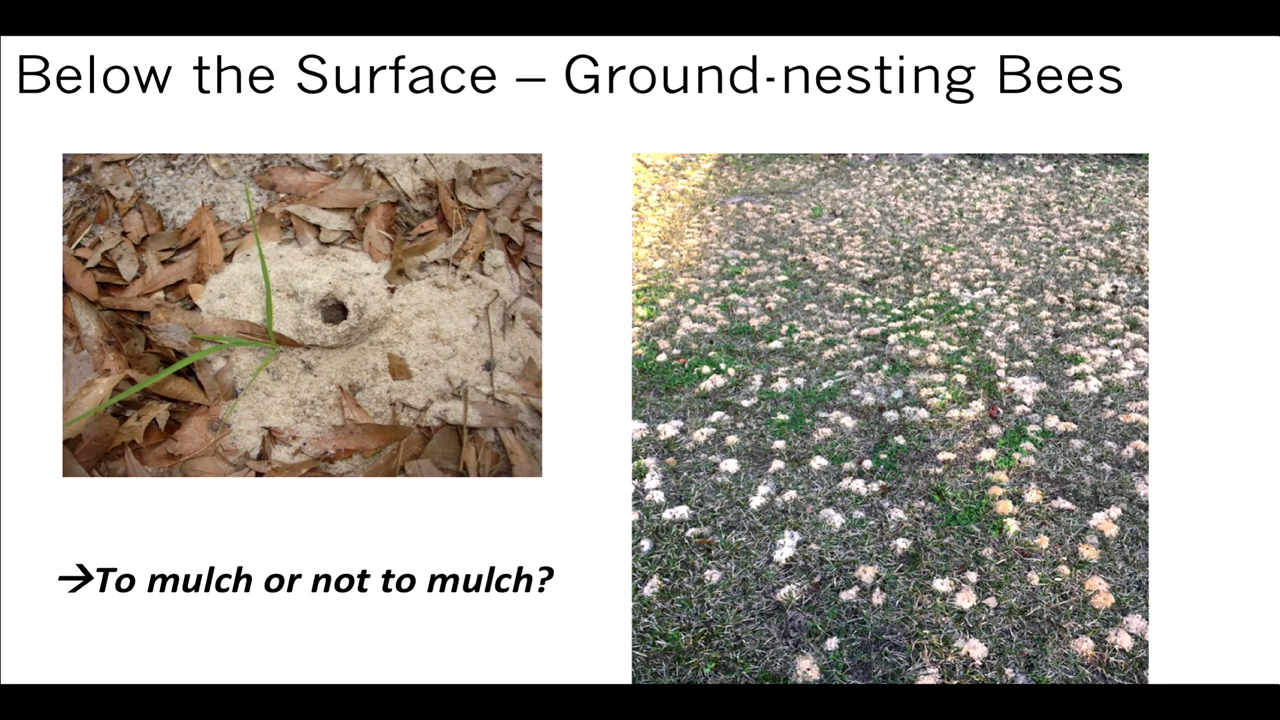 Below the Surface – Ground-nesting Bees
→To mulch or not to mulch?